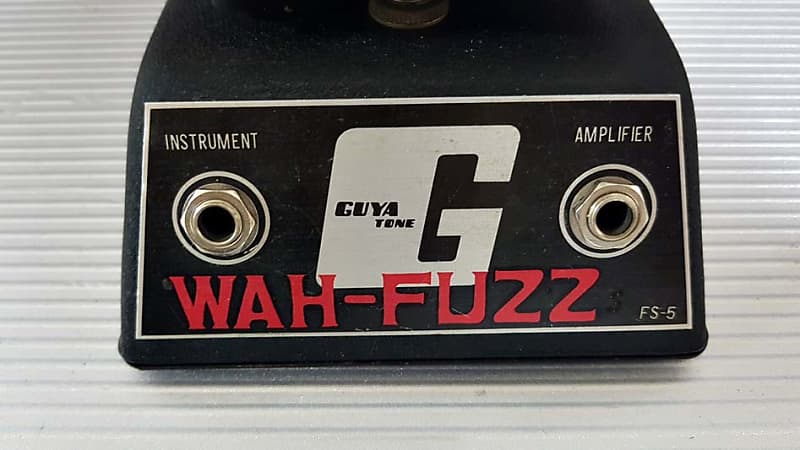 INSTRUMENT
AMPLIFIER
GUYA
TONE
G
WAH-FUZZ
FS-5